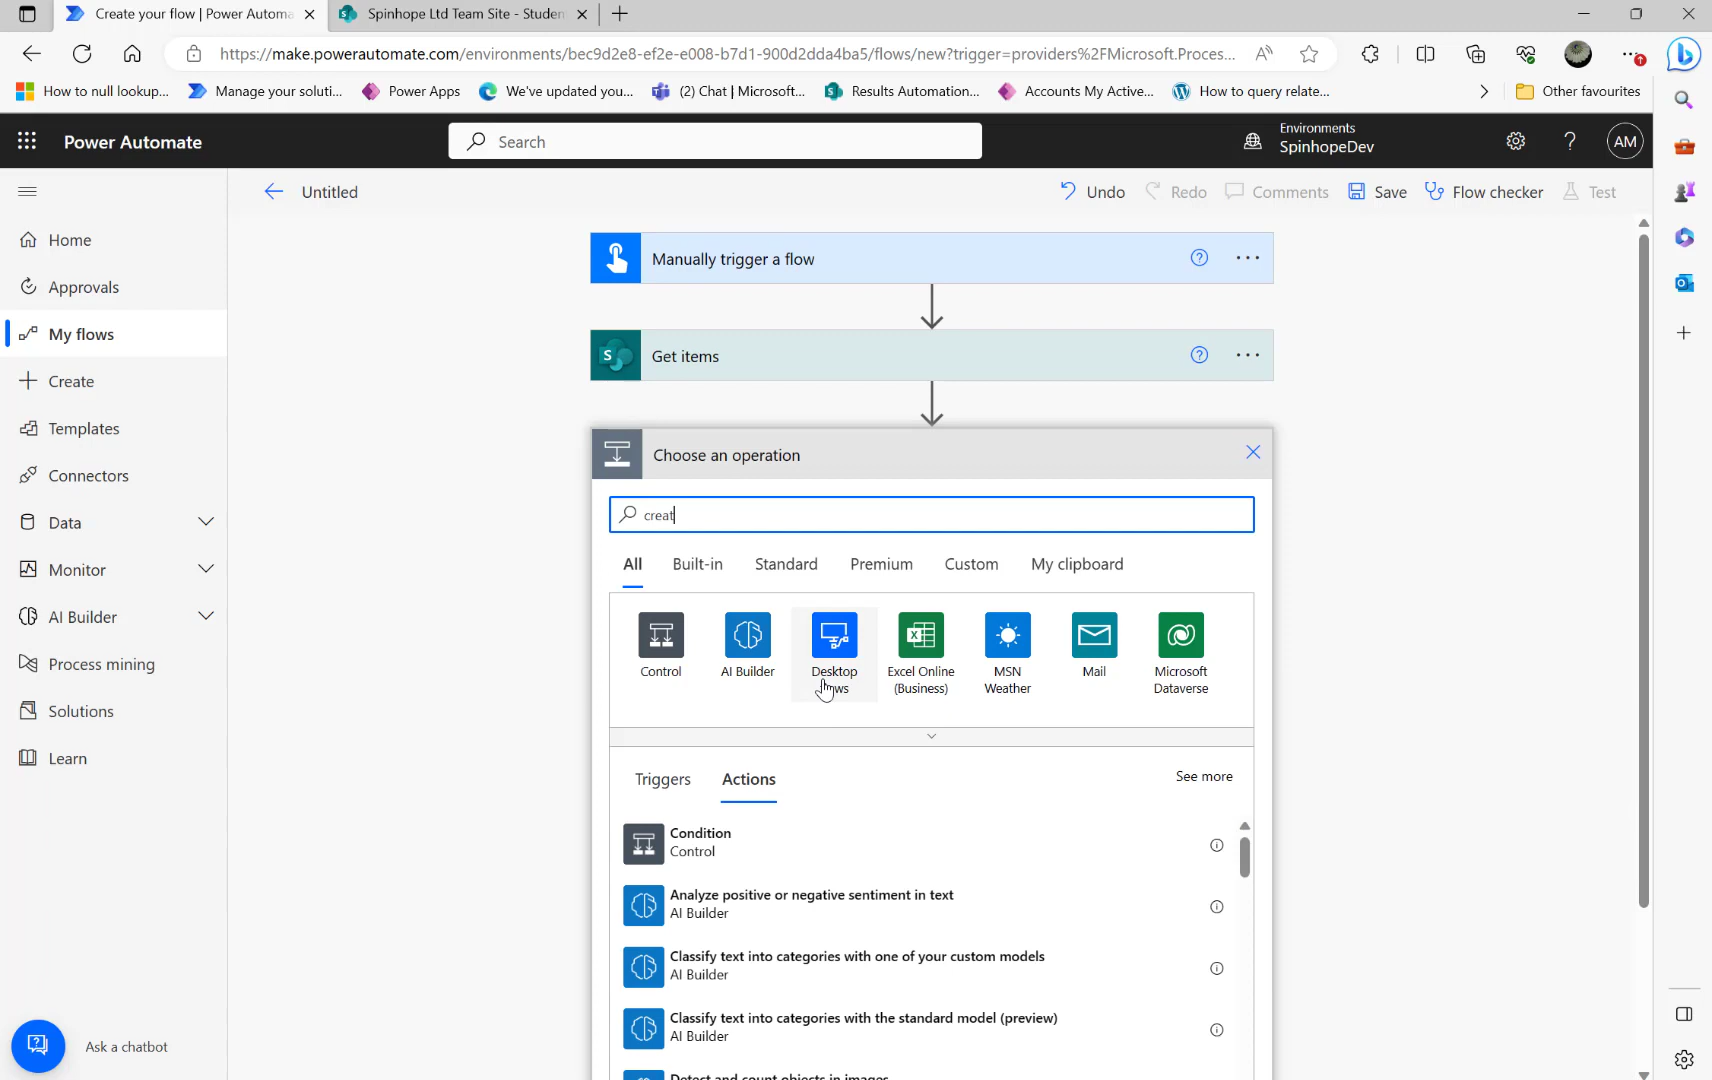 Create your flow | Power Automa
Spinhope Ltd Team Site - Studen
https://make.powerautomate.com/environments/bec9d2e8-ef2e-e008-b7d1-900d2dda4ba5/flows/new?trigger=providers%2FMicrosoft.Proces...
How to null lookup...
Manage your soluti...
Power Apps
We've updated you...
(2) Chat | Microsoft...
Results Automation...
Accounts My Active...
How to query relate...
Other favourites
Power Automate
Search
Environments
SpinhopeDev
AM
Untitled
Undo
Redo
Comments
Save
Flow checker
Test
Home
Approvals
My flows
Create
Templates
Connectors
Data
Monitor
AI Builder
Process mining
Solutions
Learn
Ask a chatbot
Manually trigger a flow
Get items
Choose an operation
creat
All
Built-in
Standard
Premium
Custom
My clipboard
Control
AI Builder
Desktop
Excel Online
(Business)
MSN
Weather
Mail
Microsoft
Dataverse
Triggers
Actions
See more
Condition
Control
Analyze positive or negative sentiment in text
AI Builder
Classify text into categories with one of your custom models
AI Builder
Classify text into categories with the standard model (preview)
AI Builder
Detect and count objects in images